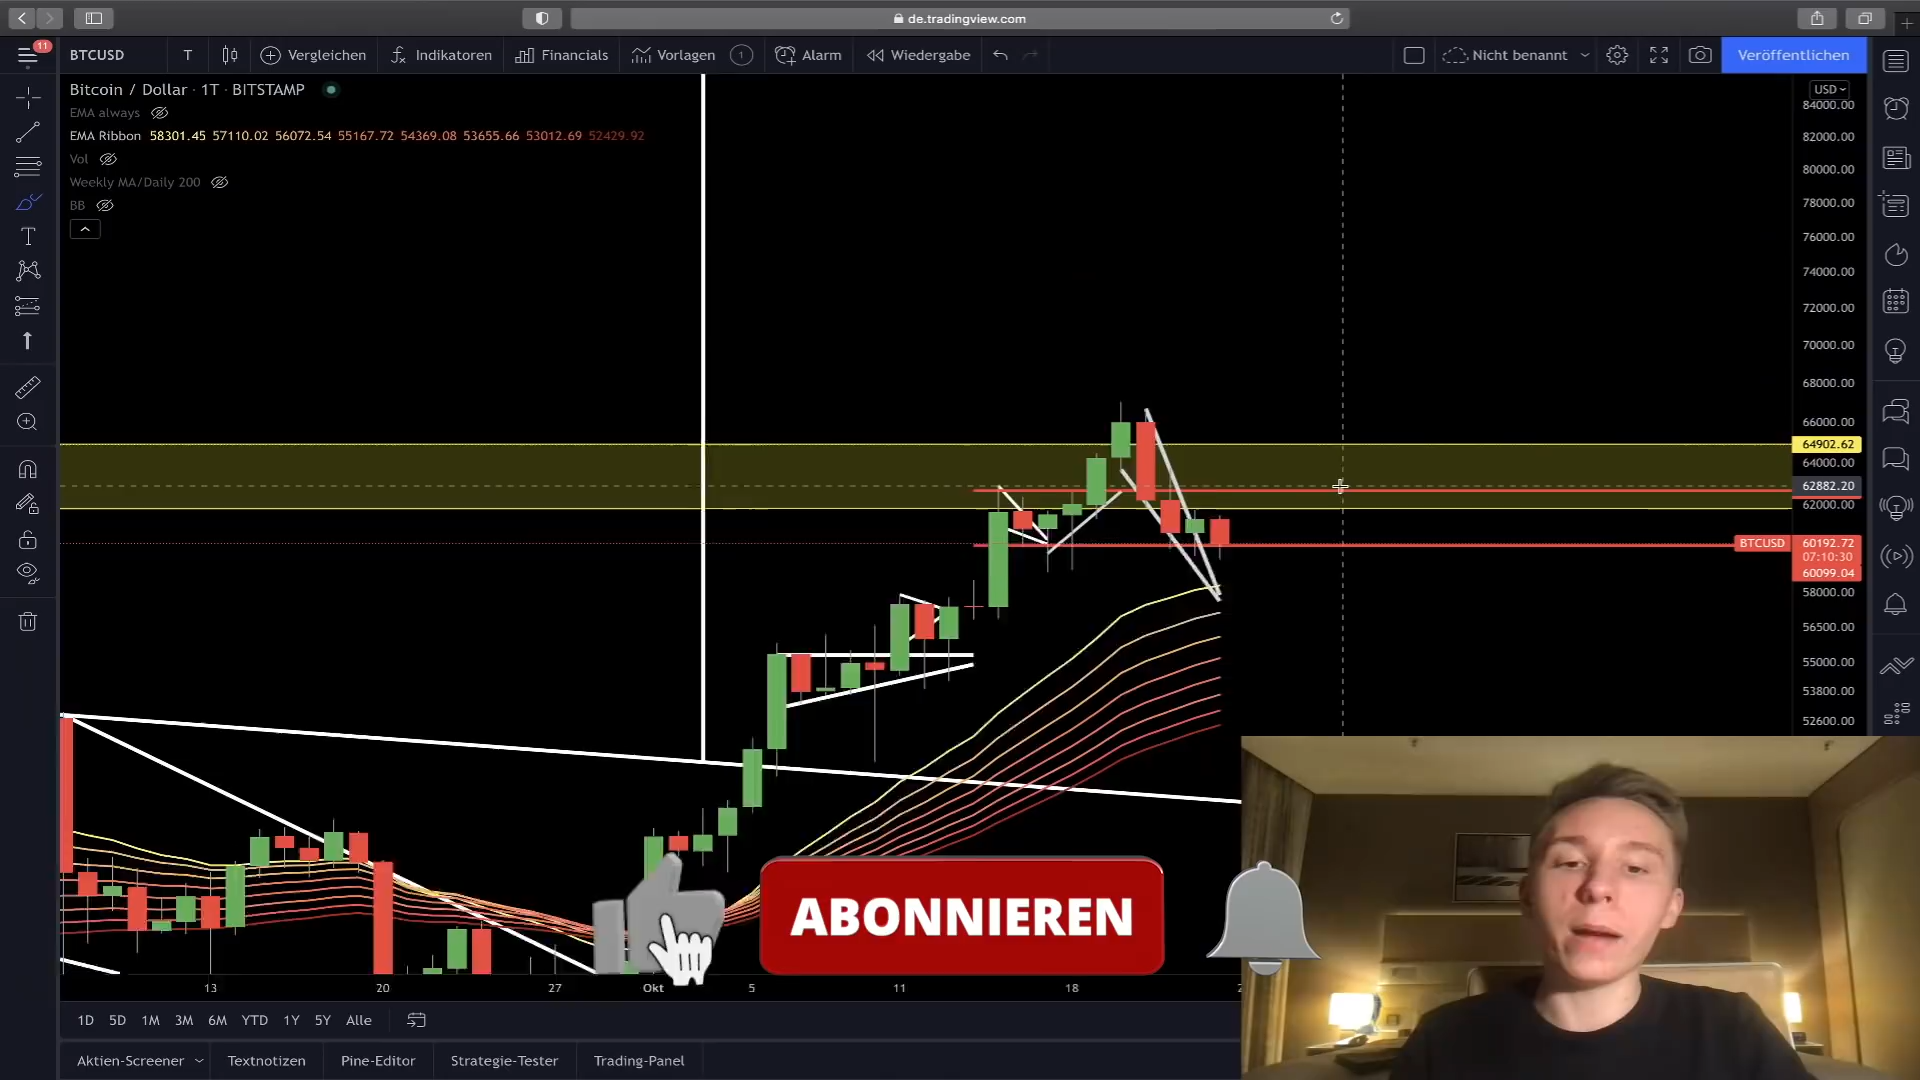 de.tradingview.com
11
BTCUSD
T
Vergleichen
Indikatoren
Financials
Vorlagen
1
Alarm
Wiedergabe
Nicht benannt
Veröffentlichen
Bitcoin / Dollar · 1T · BITSTAMP
EMA always
EMA Ribbon 58301.45 57110.02 56072.54 55167.72 54369.08 53655.66 53012.69 52429.92
Vol
Weekly MA/Daily 200
BB
USD
84000.00
82000.00
80000.00
78000.00
76000.00
74000.00
72000.00
70000.00
68000.00
66000.00
64902.62
64000.00
62882.20
62000.00
BTCUSD 60192.72
07:10:30
60099.04
58000.00
56500.00
55000.00
53800.00
52600.00
ABONNIEREN
13
20
27
Okt
5
11
18
1D 5D 1M 3M 6M YTD 1Y 5Y Alle
Aktien-Screener
Textnotizen
Pine-Editor
Strategie-Tester
Trading-Panel